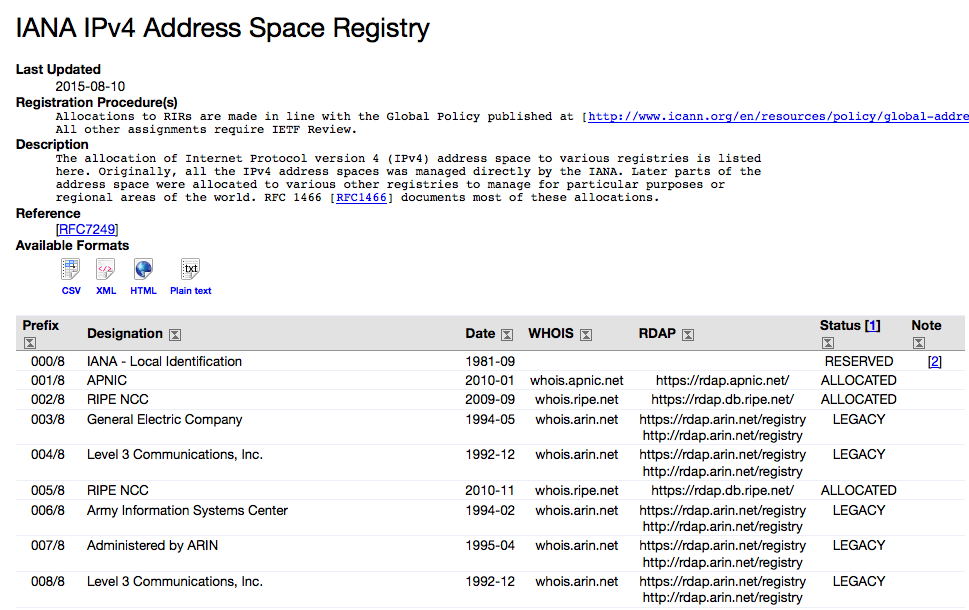 IANA IPv4 Address Space Registry
Last Updated
2015-08-10
Registration Procedure(s)
Allocations to RIRs are made in line with the Global Policy published at [http://www.icann.org/en/resources/policy/global-addre
All other assignments require IETF Review.
Description
The allocation of Internet Protocol version 4 (IPv4) address space to various registries is listed
here. Originally, all the IPv4 address spaces was managed directly by the IANA. Later parts of the
address space were allocated to various other registries to manage for particular purposes or
regional areas of the world. RFC 1466 [RFC1466] documents most of these allocations.
Reference
[RFC7249]
Available Formats
txt
CSV XML HTML Plain text
Prefix Designation Date WHOIS RDAP Status [1] Note
000/8 IANA - Local Identification 1981-09 RESERVED [2]
001/8 APNIC 2010-01 whois.apnic.net https://rdap.apnic.net/ ALLOCATED
002/8 RIPE NCC 2009-09 whois.ripe.net https://rdap.db.ripe.net/ ALLOCATED
003/8 General Electric Company 1994-05 whois.arin.net https://rdap.arin.net/registry LEGACY
http://rdap.arin.net/registry
004/8 Level 3 Communications, Inc. 1992-12 whois.arin.net https://rdap.arin.net/registry LEGACY
http://rdap.arin.net/registry
005/8 RIPE NCC 2010-11 whois.ripe.net https://rdap.db.ripe.net/ ALLOCATED
006/8 Army Information Systems Center 1994-02 whois.arin.net https://rdap.arin.net/registry LEGACY
http://rdap.arin.net/registry
007/8 Administered by ARIN 1995-04 whois.arin.net https://rdap.arin.net/registry LEGACY
http://rdap.arin.net/registry
008/8 Level 3 Communications, Inc. 1992-12 whois.arin.net https://rdap.arin.net/registry LEGACY
http://rdap.arin.net/registry